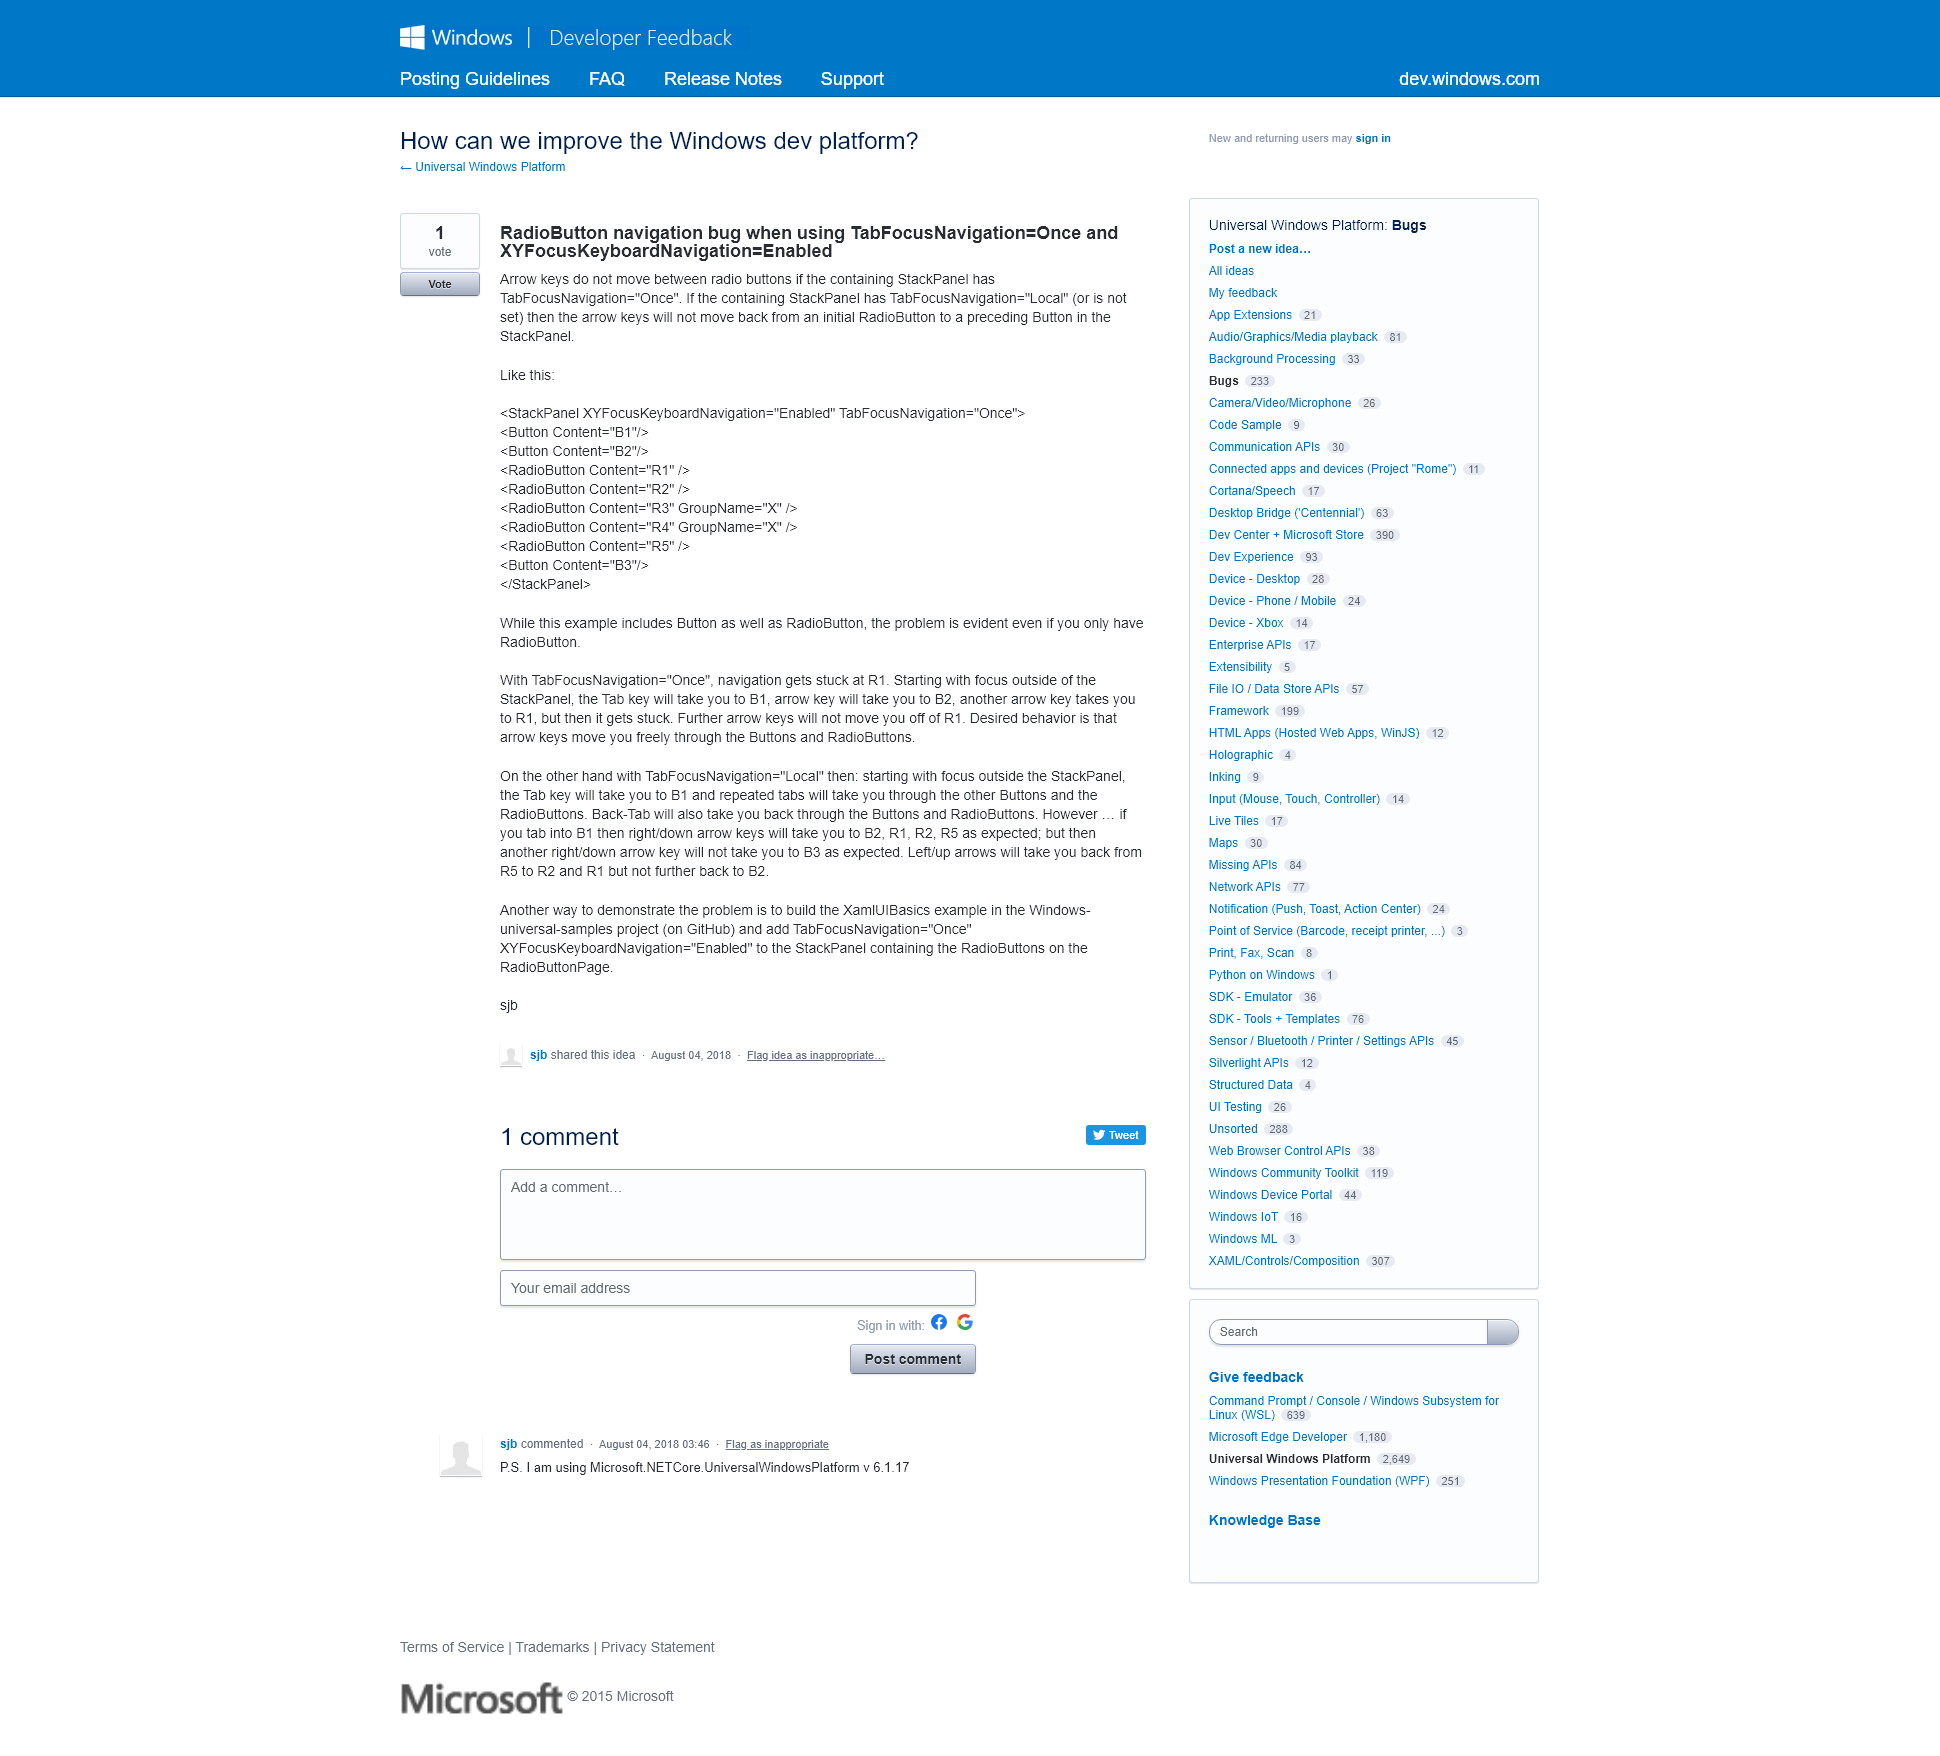 Windows | Developer Feedback
Posting Guidelines FAQ Release Notes Support dev.windows.com
How can we improve the Windows dev platform?
← Universal Windows Platform
New and returning users may sign in
1
vote
Vote
RadioButton navigation bug when using TabFocusNavigation=Once and
XYFocusKeyboardNavigation=Enabled
Arrow keys do not move between radio buttons if the containing StackPanel has
TabFocusNavigation="Once". If the containing StackPanel has TabFocusNavigation="Local" (or is not
set) then the arrow keys will not move back from an initial RadioButton to a preceding Button in the
StackPanel.
Like this:
<StackPanel XYFocusKeyboardNavigation="Enabled" TabFocusNavigation="Once">
<Button Content="B1"/>
<Button Content="B2"/>
<RadioButton Content="R1" />
<RadioButton Content="R2" />
<RadioButton Content="R3" GroupName="X" />
<RadioButton Content="R4" GroupName="X" />
<RadioButton Content="R5" />
<Button Content="B3"/>
</StackPanel>
While this example includes Button as well as RadioButton, the problem is evident even if you only have
RadioButton.
With TabFocusNavigation="Once", navigation gets stuck at R1. Starting with focus outside of the
StackPanel, the Tab key will take you to B1, arrow key will take you to B2, another arrow key takes you
to R1, but then it gets stuck. Further arrow keys will not move you off of R1. Desired behavior is that
arrow keys move you freely through the Buttons and RadioButtons.
On the other hand with TabFocusNavigation="Local" then: starting with focus outside the StackPanel,
the Tab key will take you to B1 and repeated tabs will take you through the other Buttons and the
RadioButtons. Back-Tab will also take you back through the Buttons and RadioButtons. However … if
you tab into B1 then right/down arrow keys will take you to B2, R1, R2, R5 as expected; but then
another right/down arrow key will not take you to B3 as expected. Left/up arrows will take you back from
R5 to R2 and R1 but not further back to B2.
Another way to demonstrate the problem is to build the XamlUIBasics example in the Windows-
universal-samples project (on GitHub) and add TabFocusNavigation="Once"
XYFocusKeyboardNavigation="Enabled" to the StackPanel containing the RadioButtons on the
RadioButtonPage.
sjb
sjb shared this idea · August 04, 2018 · Flag idea as inappropriate…
1 comment
Tweet
Add a comment…
Your email address
Sign in with:
Post comment
sjb commented · August 04, 2018 03:46 · Flag as inappropriate
P.S. I am using Microsoft.NETCore.UniversalWindowsPlatform v 6.1.17
Universal Windows Platform: Bugs
Post a new idea…
All ideas
My feedback
App Extensions 21
Audio/Graphics/Media playback 81
Background Processing 33
Bugs 233
Camera/Video/Microphone 26
Code Sample 9
Communication APIs 30
Connected apps and devices (Project "Rome") 11
Cortana/Speech 17
Desktop Bridge ('Centennial') 63
Dev Center + Microsoft Store 390
Dev Experience 93
Device - Desktop 28
Device - Phone / Mobile 24
Device - Xbox 14
Enterprise APIs 17
Extensibility 5
File IO / Data Store APIs 57
Framework 199
HTML Apps (Hosted Web Apps, WinJS) 12
Holographic 4
Inking 9
Input (Mouse, Touch, Controller) 14
Live Tiles 17
Maps 30
Missing APIs 84
Network APIs 77
Notification (Push, Toast, Action Center) 24
Point of Service (Barcode, receipt printer, ...) 3
Print, Fax, Scan 8
Python on Windows 1
SDK - Emulator 36
SDK - Tools + Templates 76
Sensor / Bluetooth / Printer / Settings APIs 45
Silverlight APIs 12
Structured Data 4
UI Testing 26
Unsorted 288
Web Browser Control APIs 38
Windows Community Toolkit 119
Windows Device Portal 44
Windows IoT 16
Windows ML 3
XAML/Controls/Composition 307
Search
Give feedback
Command Prompt / Console / Windows Subsystem for
Linux (WSL) 639
Microsoft Edge Developer 1,180
Universal Windows Platform 2,649
Windows Presentation Foundation (WPF) 251
Knowledge Base
Terms of Service | Trademarks | Privacy Statement
Microsoft © 2015 Microsoft